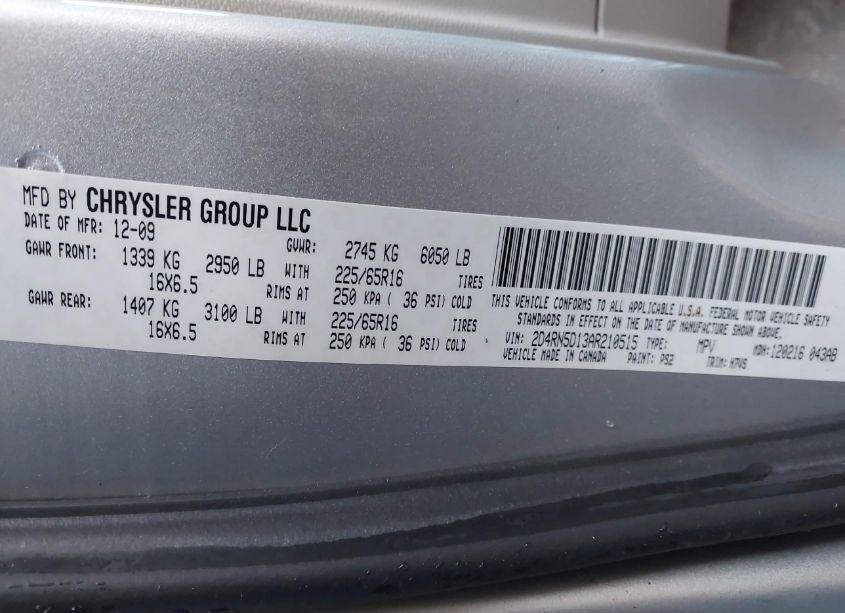 MFD BY CHRYSLER GROUP LLC
DATE OF MFR: 12-09 GVWR: 2745 KG 6050 LB
GAWR FRONT: 1339 KG 2950 LB WITH 225/65R16 TIRES
16X6.5 RIMS AT 250 KPA ( 36 PSI) COLD
GAWR REAR: 1407 KG 3100 LB WITH 225/65R16 TIRES
16X6.5 RIMS AT 250 KPA ( 36 PSI) COLD
THIS VEHICLE CONFORMS TO ALL APPLICABLE U.S.A. FEDERAL MOTOR VEHICLE SAFETY
STANDARDS IN EFFECT ON THE DATE OF MANUFACTURE SHOWN ABOVE.
VIN: 2D4RN5D13AR210515 TYPE: MPV MDH: 120216 043AB
VEHICLE MADE IN CANADA PAINT: PS2 TRIM: H7V5